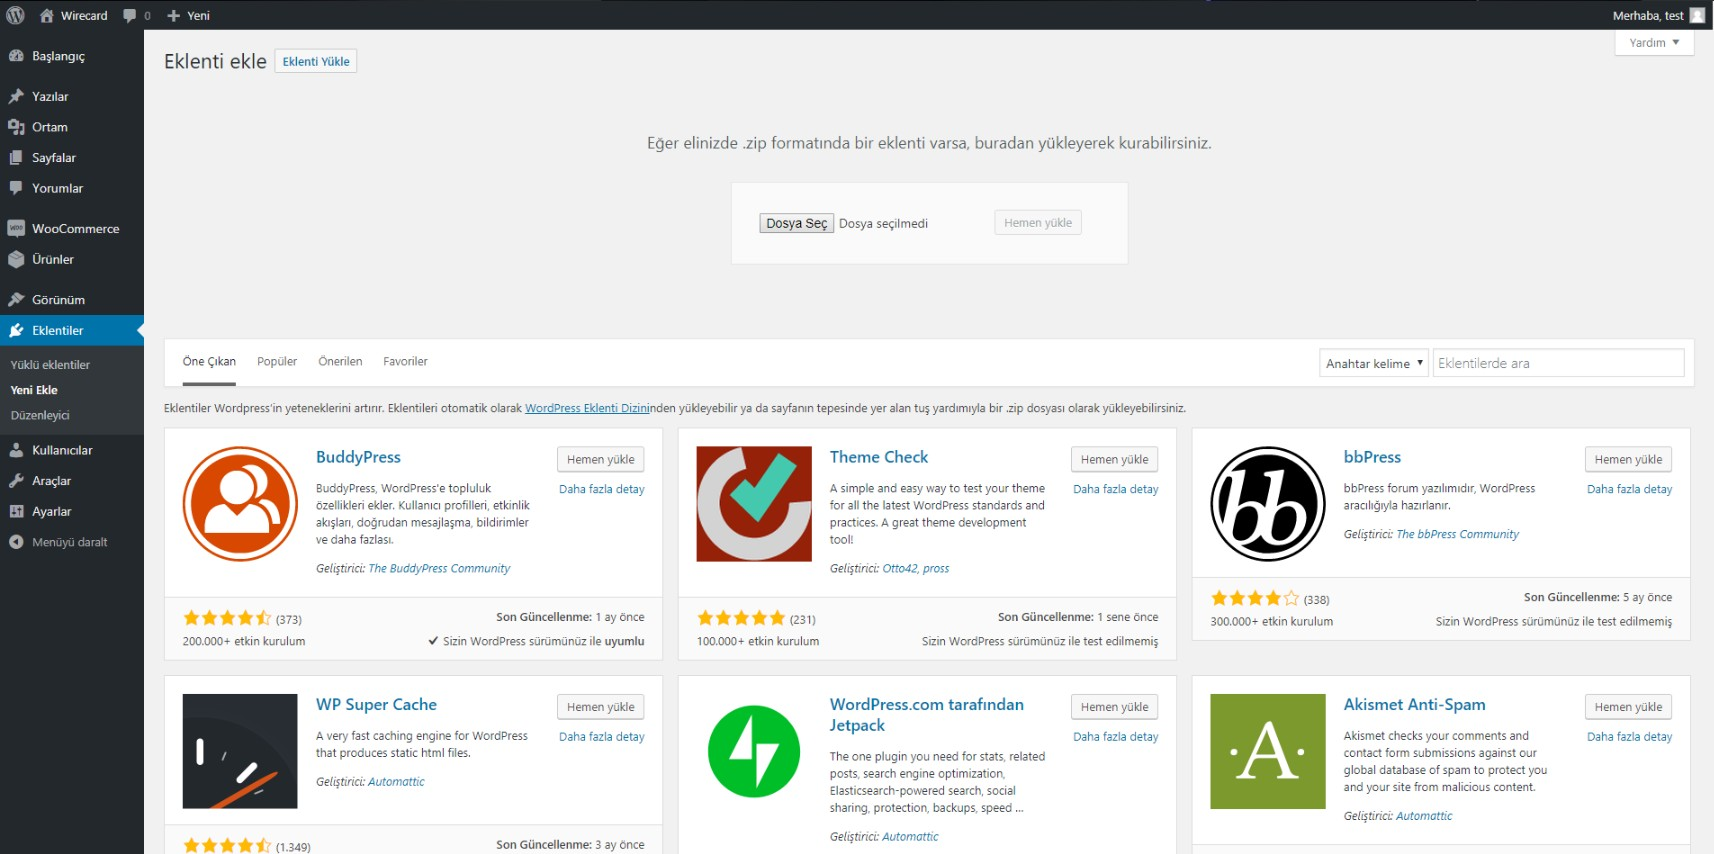 Wirecard
0
Yeni
Merhaba, test
Yardım
Başlangıç
Yazılar
Ortam
Sayfalar
Yorumlar
WooCommerce
Ürünler
Görünüm
Eklentiler
Yüklü eklentiler
Yeni Ekle
Düzenleyici
Kullanıcılar
Araçlar
Ayarlar
Menüyü daralt
Eklenti ekle
Eklenti Yükle
Eğer elinizde .zip formatında bir eklenti varsa, buradan yükleyerek kurabilirsiniz.
Dosya Seç Dosya seçilmedi
Hemen yükle
Öne Çıkan
Popüler
Önerilen
Favoriler
Anahtar kelime
Eklentilerde ara
Eklentiler Wordpress'in yeteneklerini artırır. Eklentileri otomatik olarak WordPress Eklenti Dizininden yükleyebilir ya da sayfanın tepesinde yer alan tuş yardımıyla bir .zip dosyası olarak yükleyebilirsiniz.
BuddyPress
Hemen yükle
Daha fazla detay
BuddyPress, WordPress'e topluluk
özellikleri ekler. Kullanıcı profilleri, etkinlik
akışları, doğrudan mesajlaşma, bildirimler
ve daha fazlası.
Geliştirici: The BuddyPress Community
(373)
200.000+ etkin kurulum
Son Güncellenme: 1 ay önce
Sizin WordPress sürümünüz ile uyumlu
Theme Check
Hemen yükle
Daha fazla detay
A simple and easy way to test your theme
for all the latest WordPress standards and
practices. A great theme development
tool!
Geliştirici: Otto42, pross
(231)
100.000+ etkin kurulum
Son Güncellenme: 1 sene önce
Sizin WordPress sürümünüz ile test edilmemiş
bb
bbPress
Hemen yükle
Daha fazla detay
bbPress forum yazılımıdır, WordPress
aracılığıyla hazırlanır.
Geliştirici: The bbPress Community
(338)
300.000+ etkin kurulum
Son Güncellenme: 5 ay önce
Sizin WordPress sürümünüz ile test edilmemiş
WP Super Cache
Hemen yükle
Daha fazla detay
A very fast caching engine for WordPress
that produces static html files.
Geliştirici: Automattic
(1.349)
Son Güncellenme: 3 ay önce
WordPress.com tarafından
Jetpack
Hemen yükle
Daha fazla detay
The one plugin you need for stats, related
posts, search engine optimization,
Elasticsearch-powered search, social
sharing, protection, backups, speed ...
Geliştirici: Automattic
·A·
Akismet Anti-Spam
Hemen yükle
Daha fazla detay
Akismet checks your comments and
contact form submissions against our
global database of spam to protect you
and your site from malicious content.
Geliştirici: Automattic